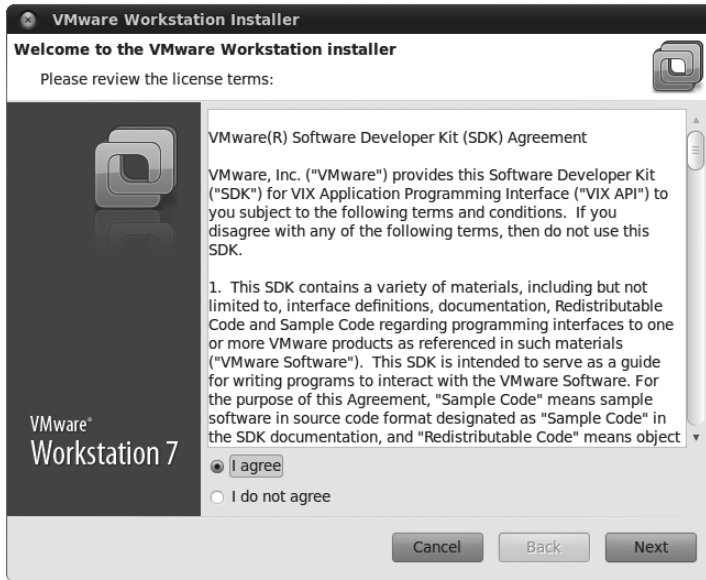 VMware Workstation Installer
Welcome to the VMware Workstation installer
Please review the license terms:
VMware(R) Software Developer Kit (SDK) Agreement
VMware, Inc. ("VMware") provides this Software Developer Kit
("SDK") for VIX Application Programming Interface ("VIX API") to
you subject to the following terms and conditions.  If you
disagree with any of the following terms, then do not use this
SDK.
1.  This SDK contains a variety of materials, including but not
limited to, interface definitions, documentation, Redistributable
Code and Sample Code regarding programming interfaces to one
or more VMware products as referenced in such materials
("VMware Software").  This SDK is intended to serve as a guide
for writing programs to interact with the VMware Software. For
the purpose of this Agreement, "Sample Code" means sample
software in source code format designated as "Sample Code" in
the SDK documentation, and "Redistributable Code" means object
VMware®
Workstation 7
I agree
I do not agree
Cancel
Back
Next